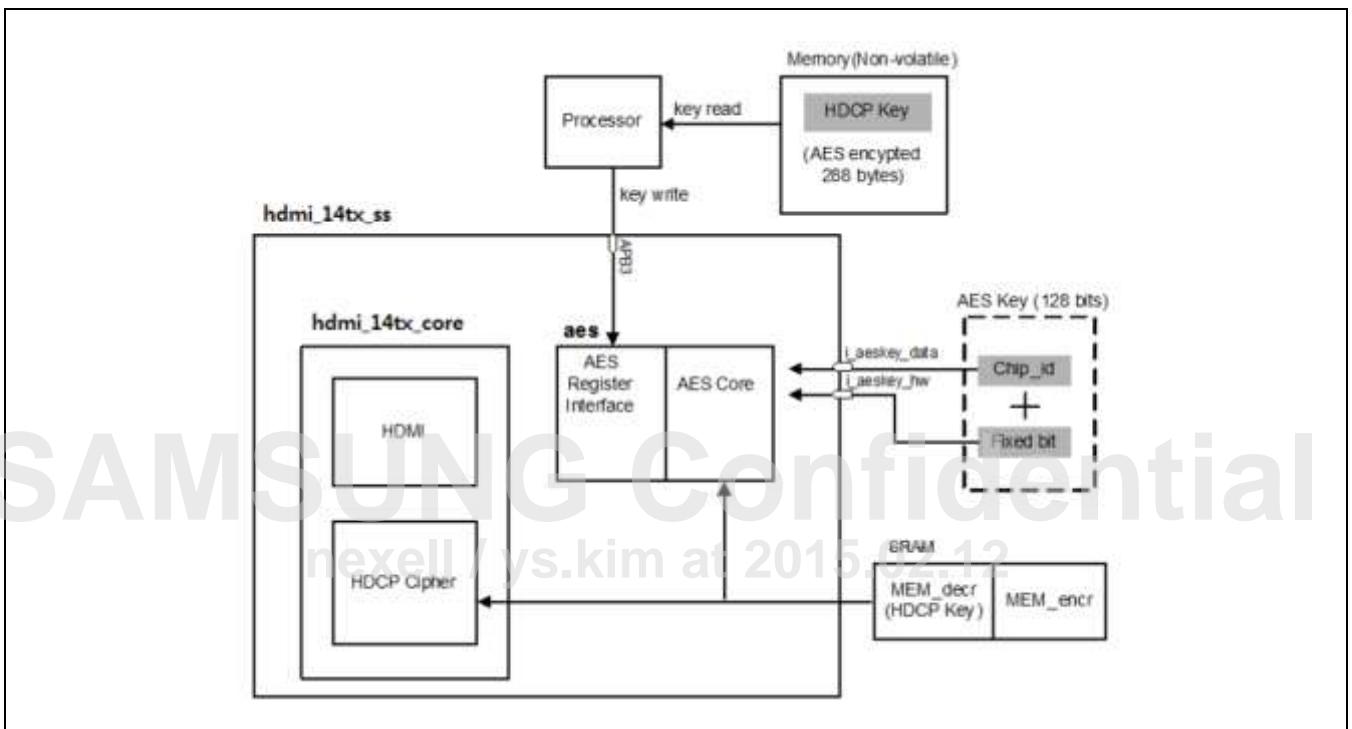 Memory(Non-volatile)
Processor
key read
HDCP Key
(AES encypted
288 bytes)
key write
hdmi_14tx_ss
APB3
AES Key (128 bits)
hdmi_14tx_core
aes
AES
Register
Interface
AES Core
i_aeskey_data
i_aeskey_hw
Chip_id
+
Fixed bit
HDMI
SAMSUNG Confidential
nexell / ys.kim at 2015.02.12
SRAM
HDCP Cipher
MEM_decr
(HDCP Key)
MEM_encr